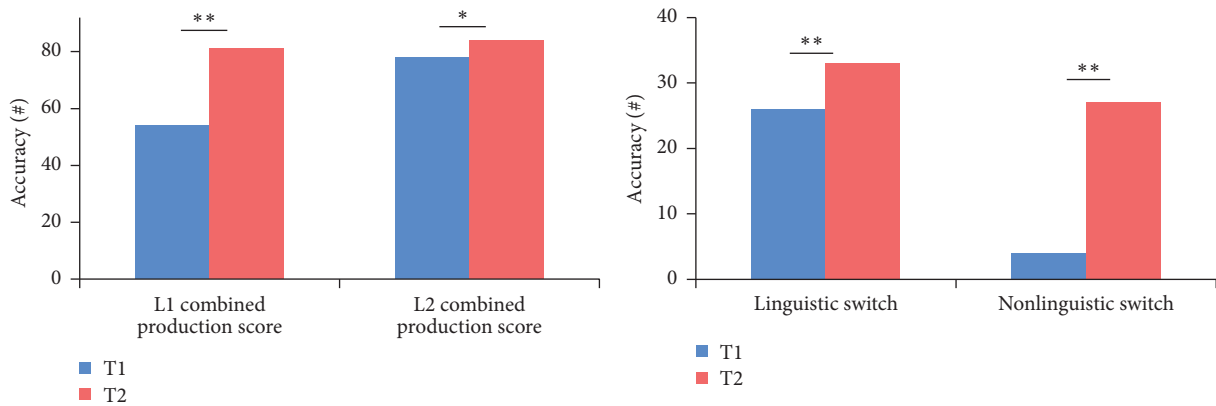 **
*
80
60
40
20
0
Accuracy (#)
L1 combined
production score
L2 combined
production score
T1
T2
40
30
20
10
0
Accuracy (#)
**
**
Linguistic switch
Nonlinguistic switch
T1
T2